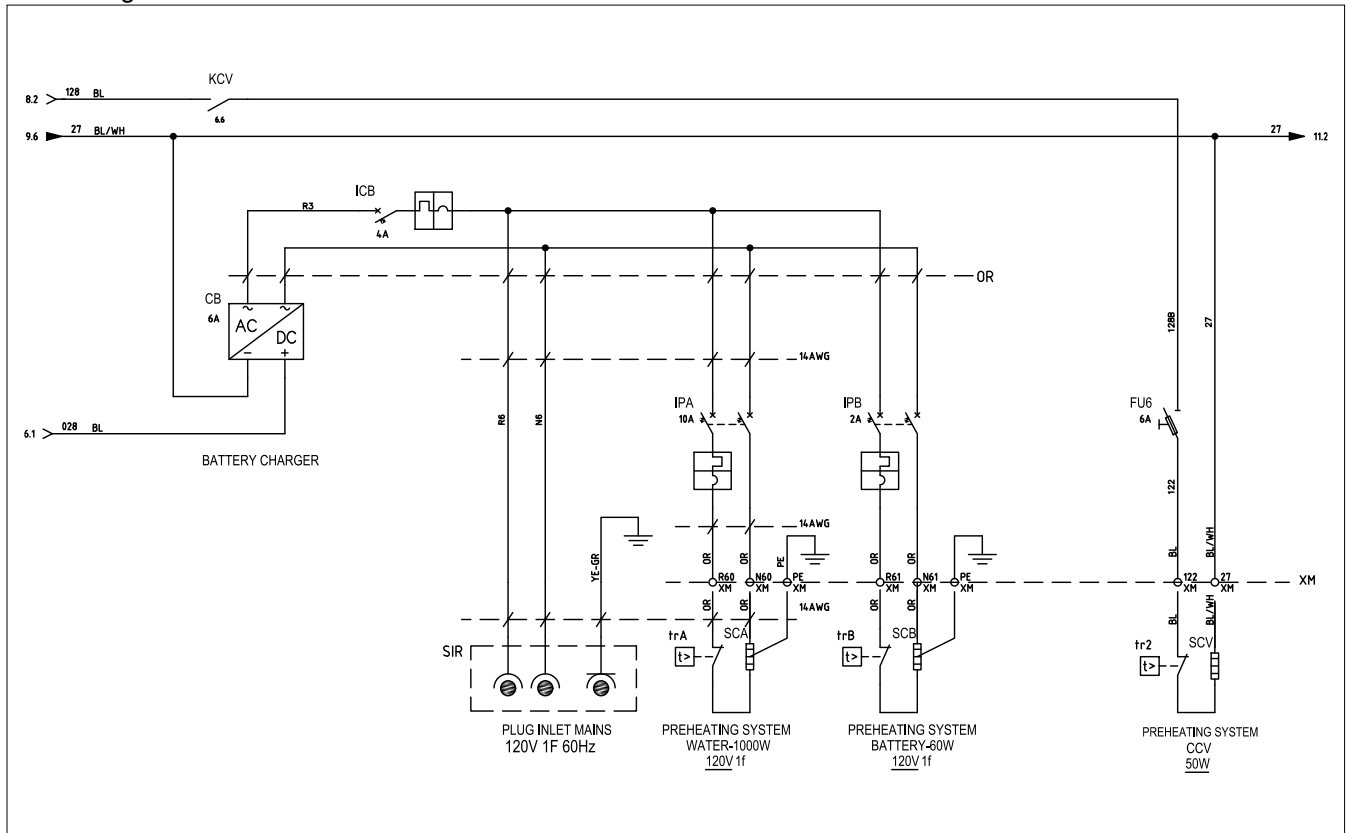 KCV
8.2 128 BL
6.6
9.6 27 BL/WH 27 11.2
ICB
R3
4A
OR
CB
6A
AC
DC
128B
27
14AWG
R6
N6
IPA
10A
IPB
2A
FU6
6A
6.1 028 BL
BATTERY CHARGER
122
14AWG
YE-GR
OR OR PE OR OR BL BL/WH
R60 N60 PE R61 N61 PE 122 27
XM XM XM XM XM XM XM XM XM
OR OR 14AWG OR OR BL BL/WH
SIR
trA SCA trB SCB tr2 SCV
t> t> t>
PLUG INLET MAINS
120V 1F 60Hz
PREHEATING SYSTEM
WATER-1000W
120V 1f
PREHEATING SYSTEM
BATTERY-60W
120V 1f
PREHEATING SYSTEM
CCV
50W